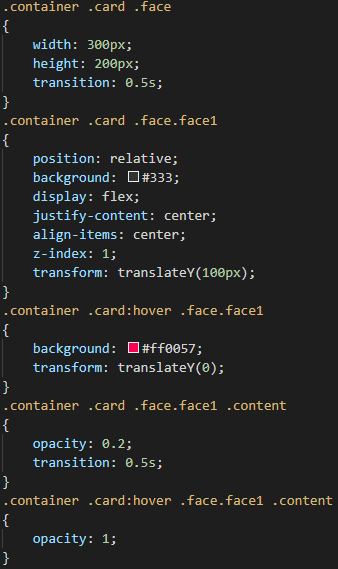 .container .card .face
{
    width: 300px;
    height: 200px;
    transition: 0.5s;
}
.container .card .face.face1
{
    position: relative;
    background: #333;
    display: flex;
    justify-content: center;
    align-items: center;
    z-index: 1;
    transform: translateY(100px);
}
.container .card:hover .face.face1
{
    background: #ff0057;
    transform: translateY(0);
}
.container .card .face.face1 .content
{
    opacity: 0.2;
    transition: 0.5s;
}
.container .card:hover .face.face1 .content
{
    opacity: 1;
}